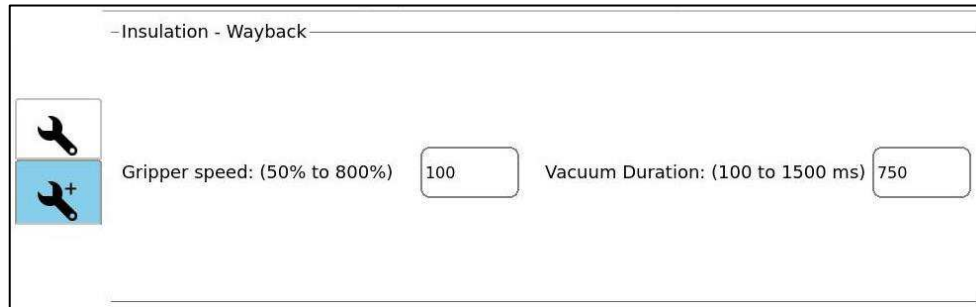 Insulation - Wayback
Gripper speed: (50% to 800%) 100 Vacuum Duration: (100 to 1500 ms) 750